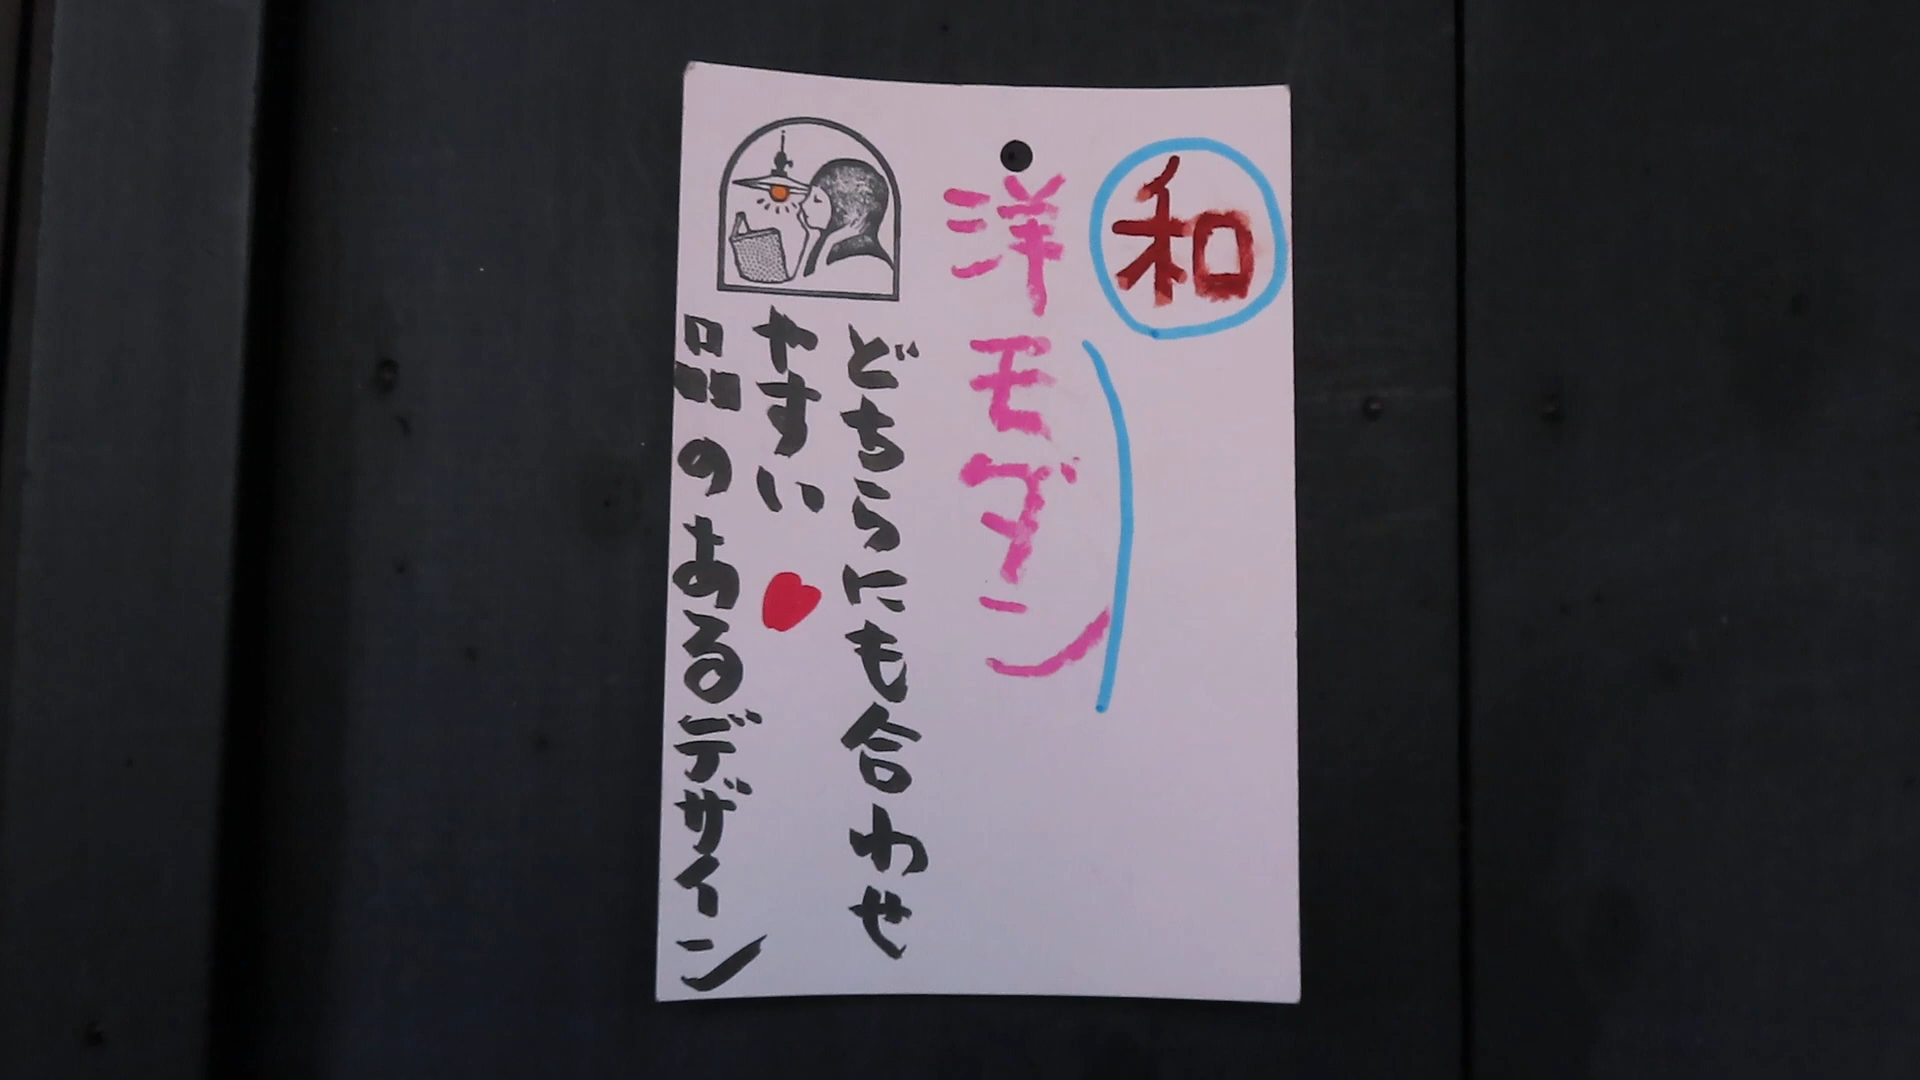 和
洋モダン
どちらにも合わせ
やすい
品のあるデザイン